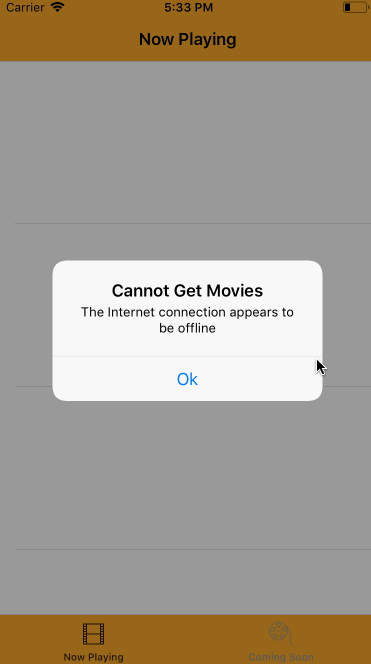 Carrier 5:33 PM
Now Playing
Cannot Get Movies
The Internet connection appears to
be offline
Ok
Now Playing Coming Soon